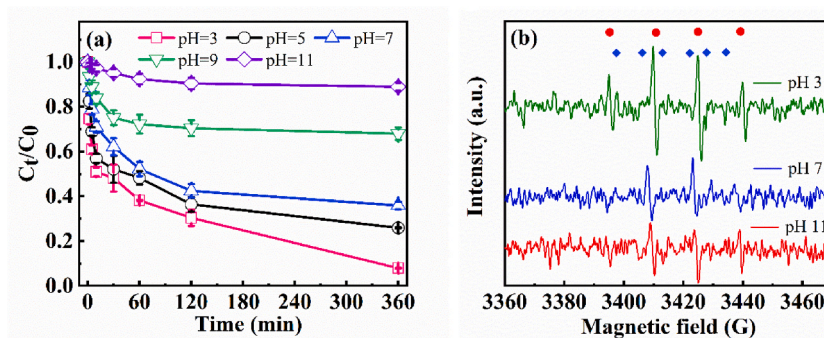 (a)
pH=3 pH=5 pH=7
pH=9 pH=11
1.0
0.8
0.6
0.4
0.2
0.0
Ct/C0
0 60 120 180 240 300 360
Time (min)
(b)
pH 3
pH 7
pH 11
Intensity (a.u.)
3360 3380 3400 3420 3440 3460
Magnetic field (G)